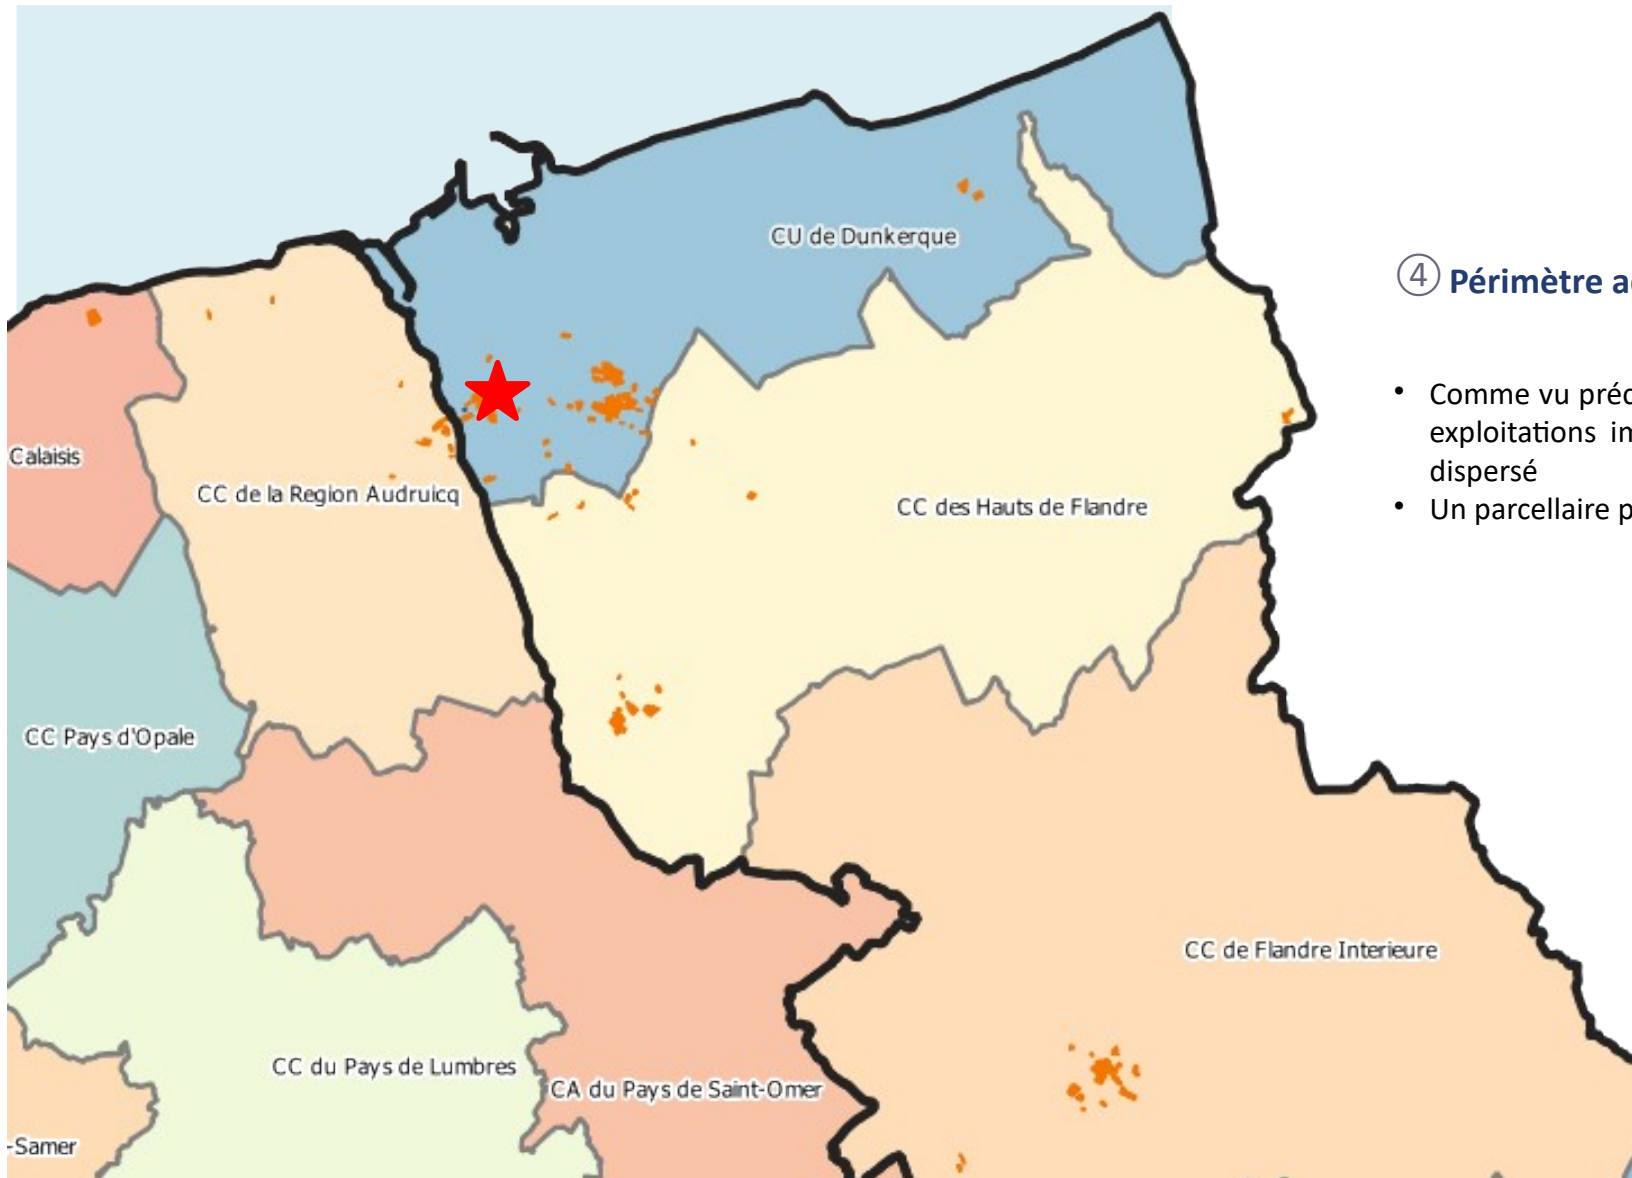 CU de Dunkerque
④ Périmètre
• Comme vu
exploitations
dispersé
• Un parcellaire
Calaisis
CC de la Region Audruicq
CC des Hauts de Flandre
CC Pays d'Opale
CC de Flandre Interieure
CC du Pays de Lumbres
CA du Pays de Saint-Omer
-Samer